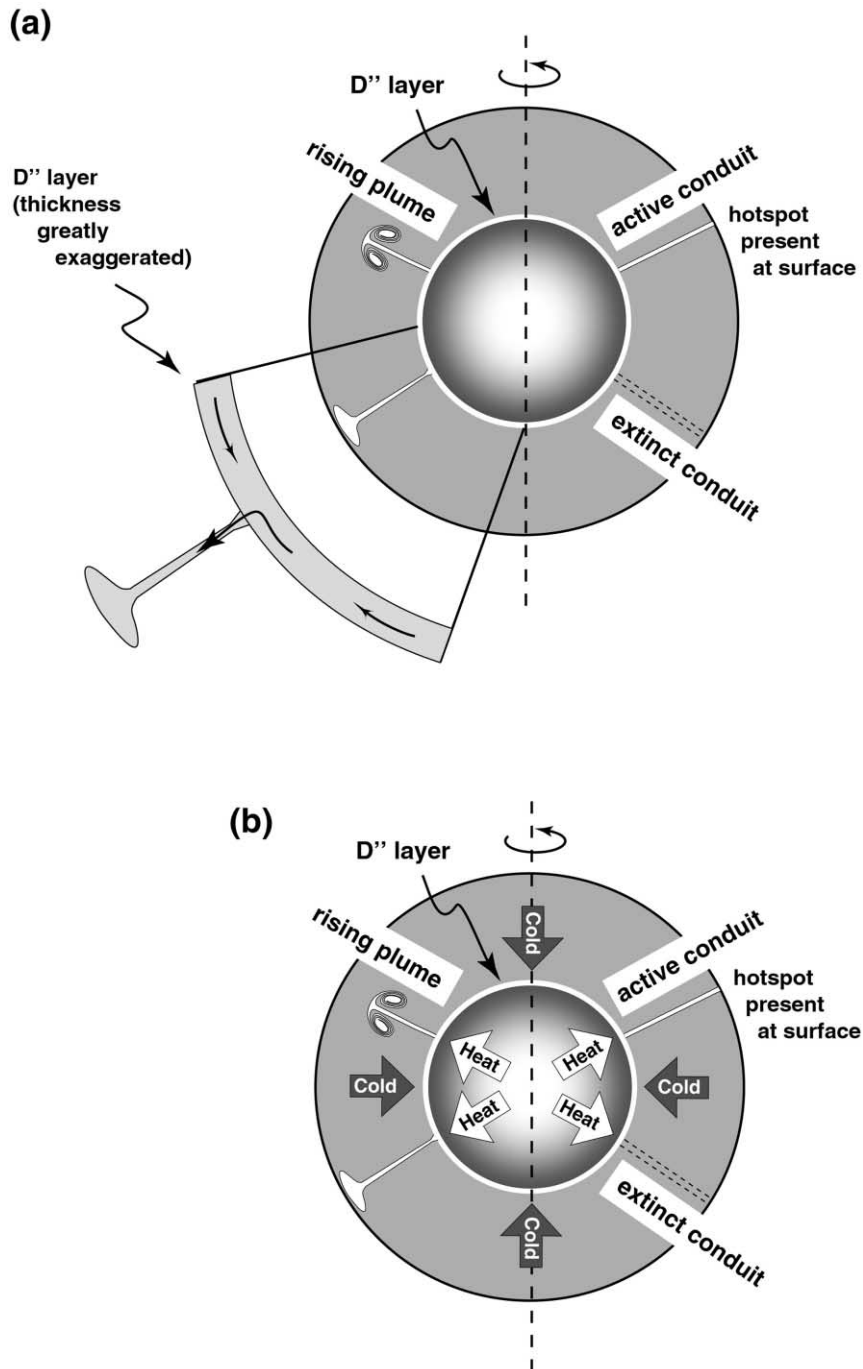 (a)
D’’ layer
rising plume
active conduit
D’’ layer
(thickness
greatly
exaggerated)
hotspot
present
at surface
extinct conduit
(b)
D’’ layer
rising plume
Cold
active conduit
hotspot
present
at surface
Heat
Heat
Cold
Cold
Heat
Heat
Cold
extinct conduit